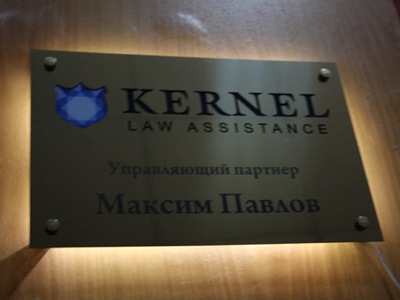 KERNEL
LAW ASSISTANCE
Управляющий партнер
Максим Павлов